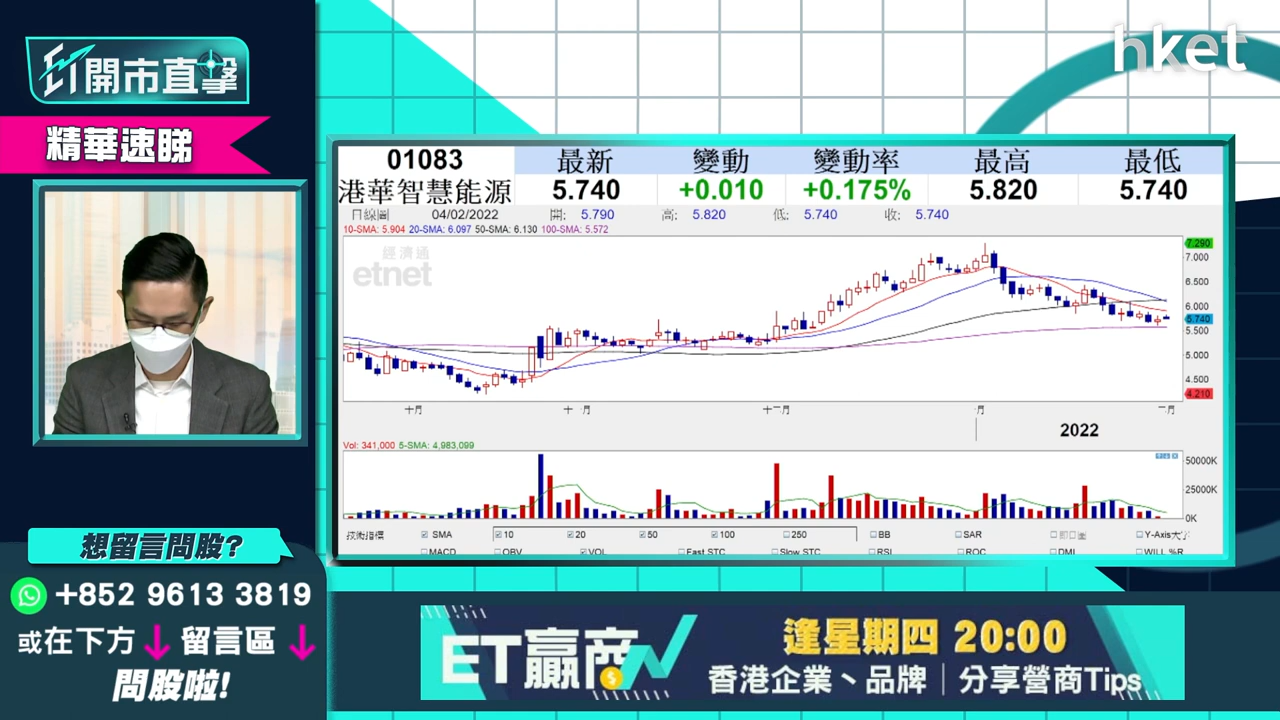 ET開市直擊
精華速睇
hket
01083
港華智慧能源
最新
變動
變動率
最高
最低
5.740
+0.010
+0.175%
5.820
5.740
日線圖
04/02/2022
開: 5.790
高: 5.820
低: 5.740
收: 5.740
10-SMA: 5.904 20-SMA: 6.097 50-SMA: 6.130 100-SMA: 5.572
經濟通
etnet
7.290
7.000
6.500
6.000
5.740
5.500
5.000
4.500
4.210
十月
十一月
十二月
一月
二月
2022
Vol: 341,000 5-SMA: 4,983,099
50000K
25000K
0K
技術指標
SMA
10
20
50
100
250
BB
SAR
Y-Axis大
MACD
OBV
VOL
Fast STC
Slow STC
RSI
ROC
DMI
WILL %R
想留言問股?
+852 9613 3819
或在下方 ↓ 留言區 ↓
問股啦!
ET贏商
逢星期四 20:00
香港企業、品牌｜分享營商Tips